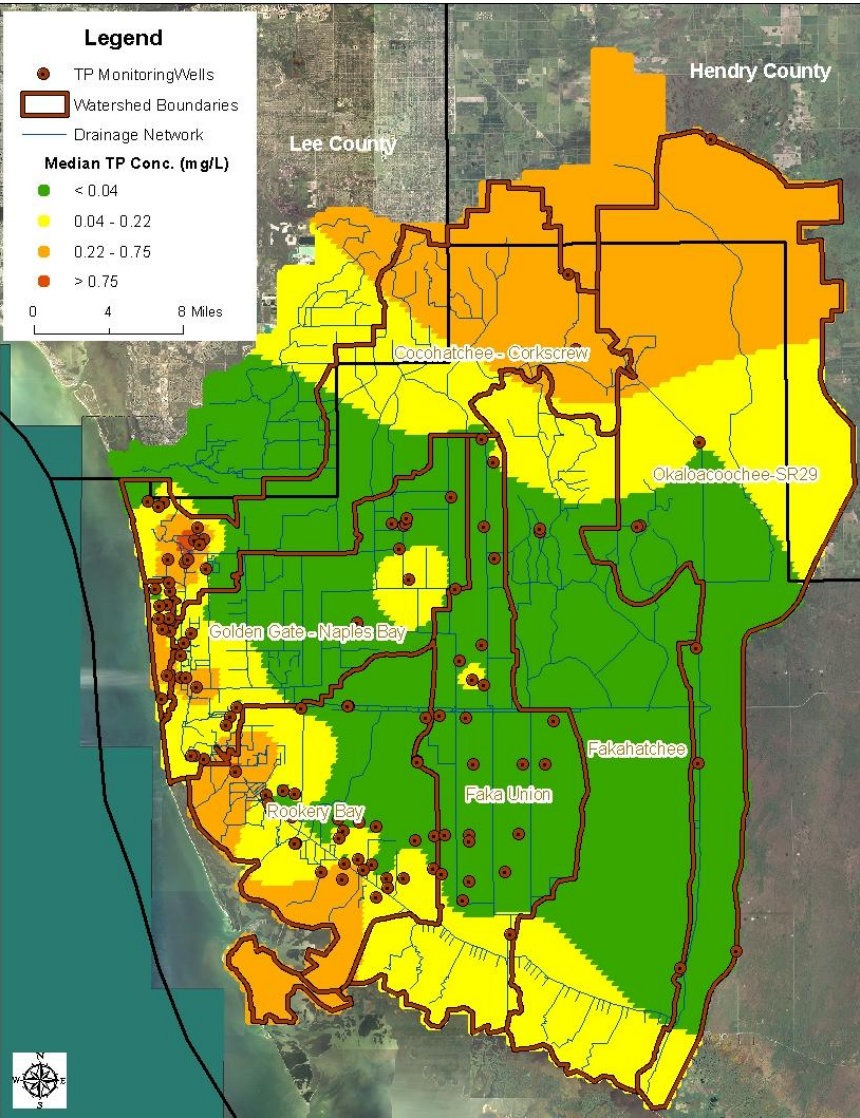 Legend
TP MonitoringWells
Watershed Boundaries
Drainage Network
Median TP Conc. (mg/L)
< 0.04
0.04 - 0.22
0.22 - 0.75
> 0.75
0 4 8 Miles
Hendry County
Lee County
Cocohatchee - Corkscrew
Okaloacoochee-SR29
Golden Gate - Naples Bay
Fakahatchee
Faka Union
Rookery Bay
N
W E
S